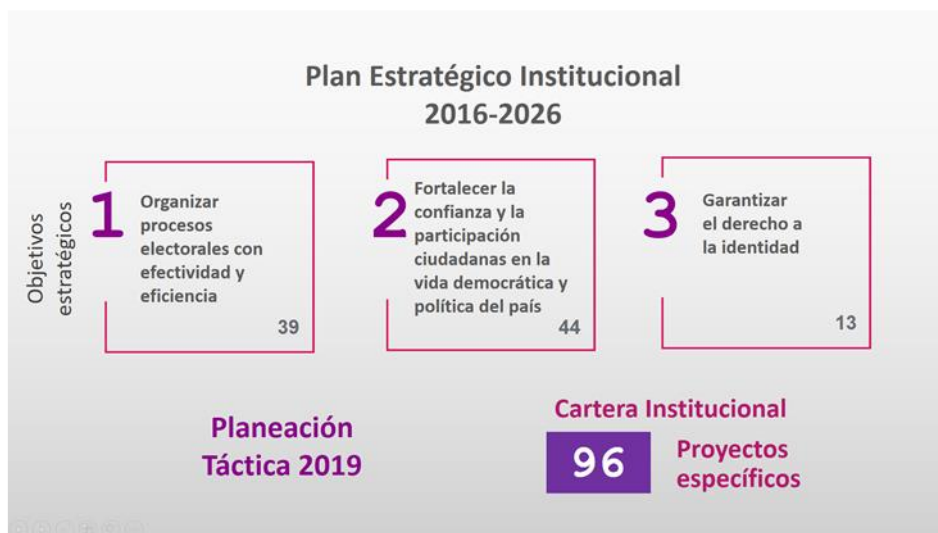 Plan Estratégico Institucional
2016-2026
Objetivos
estratégicos
1
Organizar
procesos
electorales con
efectividad y
eficiencia
39
2
Fortalecer la
confianza y la
participación
ciudadanas en la
vida democrática y
política del país
44
3
Garantizar
el derecho a
la identidad
13
Planeación
Táctica 2019
Cartera Institucional
96
Proyectos
específicos